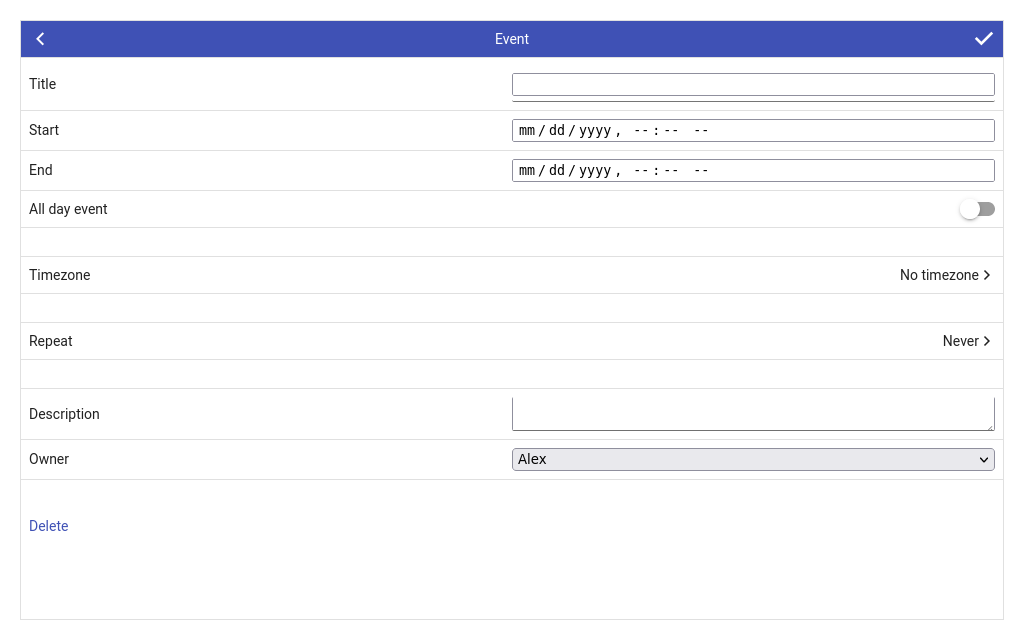 Event
Title
Start mm/dd/yyyy, --:-- --
End mm/dd/yyyy, --:-- --
All day event
Timezone No timezone
Repeat Never
Description
Owner Alex
Delete